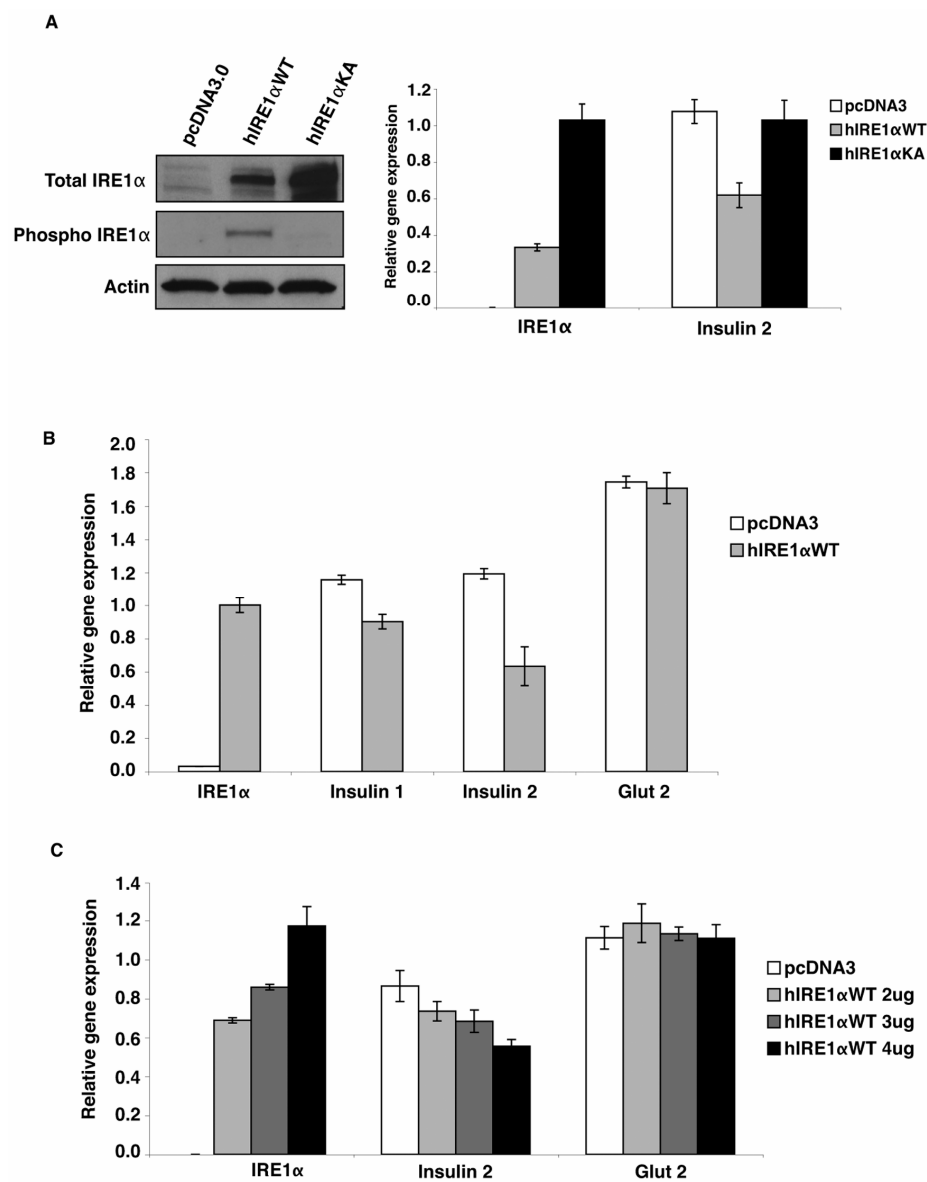 A
pcDNA3.0
hIRE1αWT
hIRE1αKA
Total IRE1α
Phospho IRE1α
Actin
Relative gene expression
1.2
1.0
0.8
0.6
0.4
0.2
0.0
IRE1α
Insulin 2
pcDNA3
hIRE1αWT
hIRE1αKA
B
Relative gene expression
2.0
1.8
1.6
1.4
1.2
1.0
0.8
0.6
0.4
0.2
0.0
IRE1α
Insulin 1
Insulin 2
Glut 2
pcDNA3
hIRE1αWT
C
Relative gene expression
1.4
1.2
1.0
0.8
0.6
0.4
0.2
0.0
IRE1α
Insulin 2
Glut 2
pcDNA3
hIRE1αWT 2ug
hIRE1αWT 3ug
hIRE1αWT 4ug